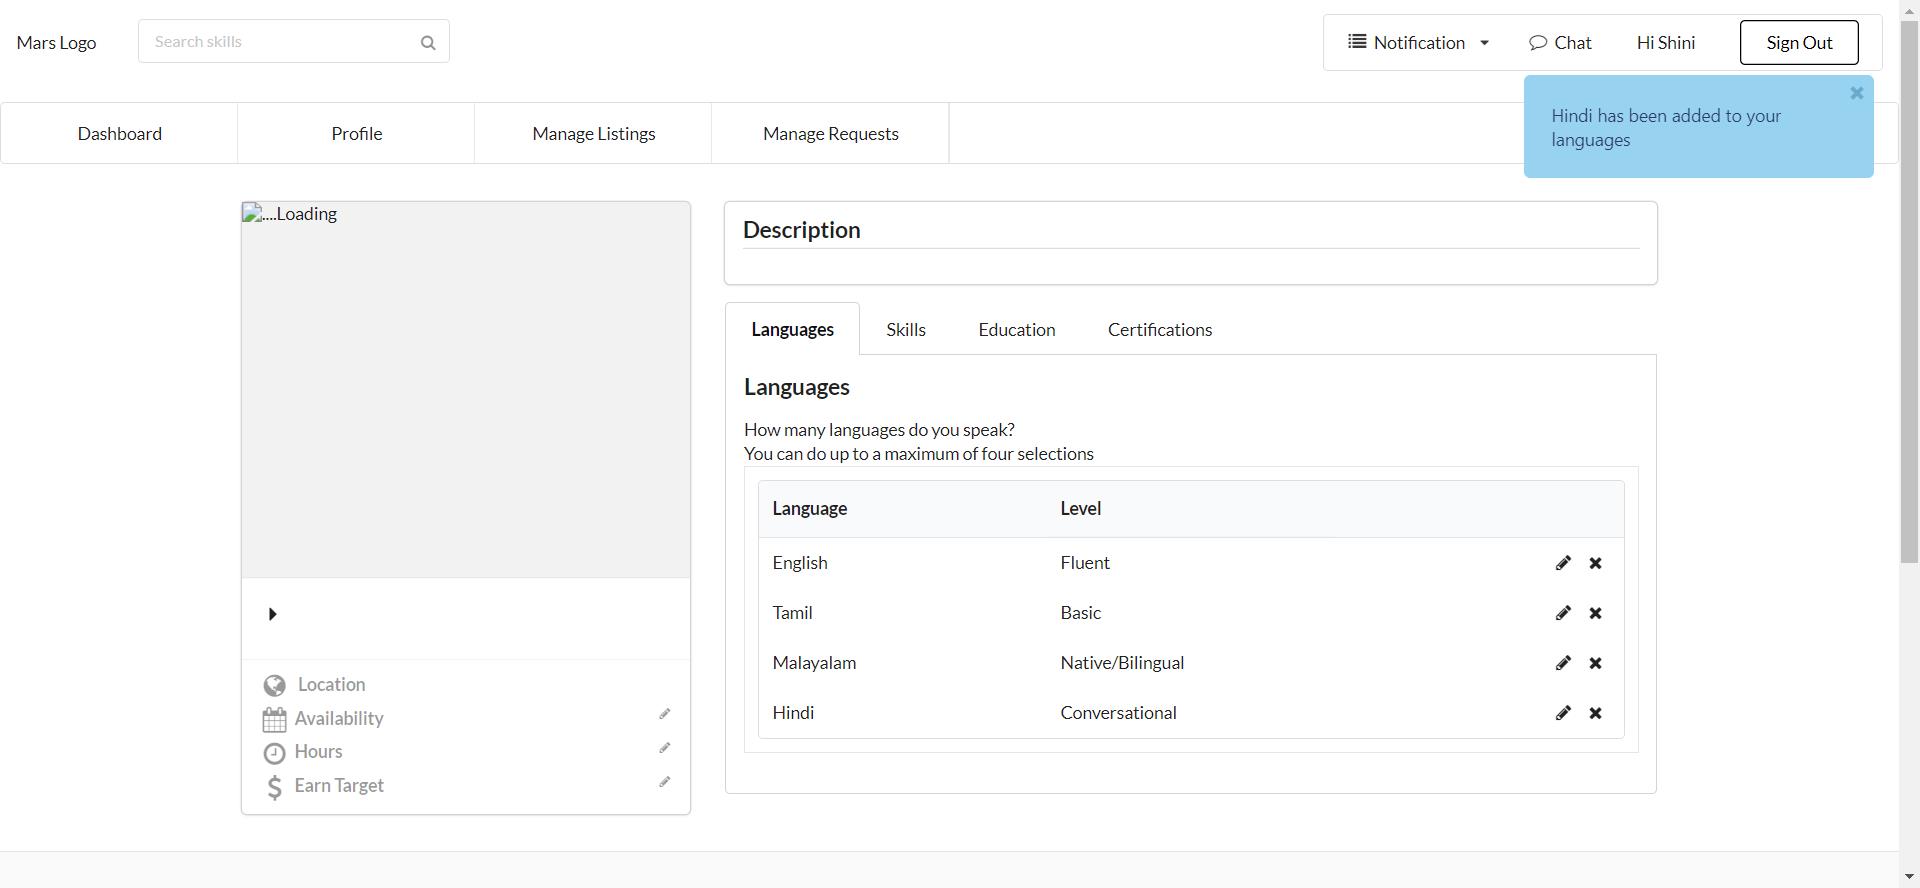 Mars Logo
Search skills
Notification
Chat
Hi Shini
Sign Out
Hindi has been added to your
languages
Dashboard
Profile
Manage Listings
Manage Requests
....Loading
Location
Availability
Hours
Earn Target
Description
Languages
Skills
Education
Certifications
Languages
How many languages do you speak?
You can do up to a maximum of four selections
Language Level
English Fluent
Tamil Basic
Malayalam Native/Bilingual
Hindi Conversational